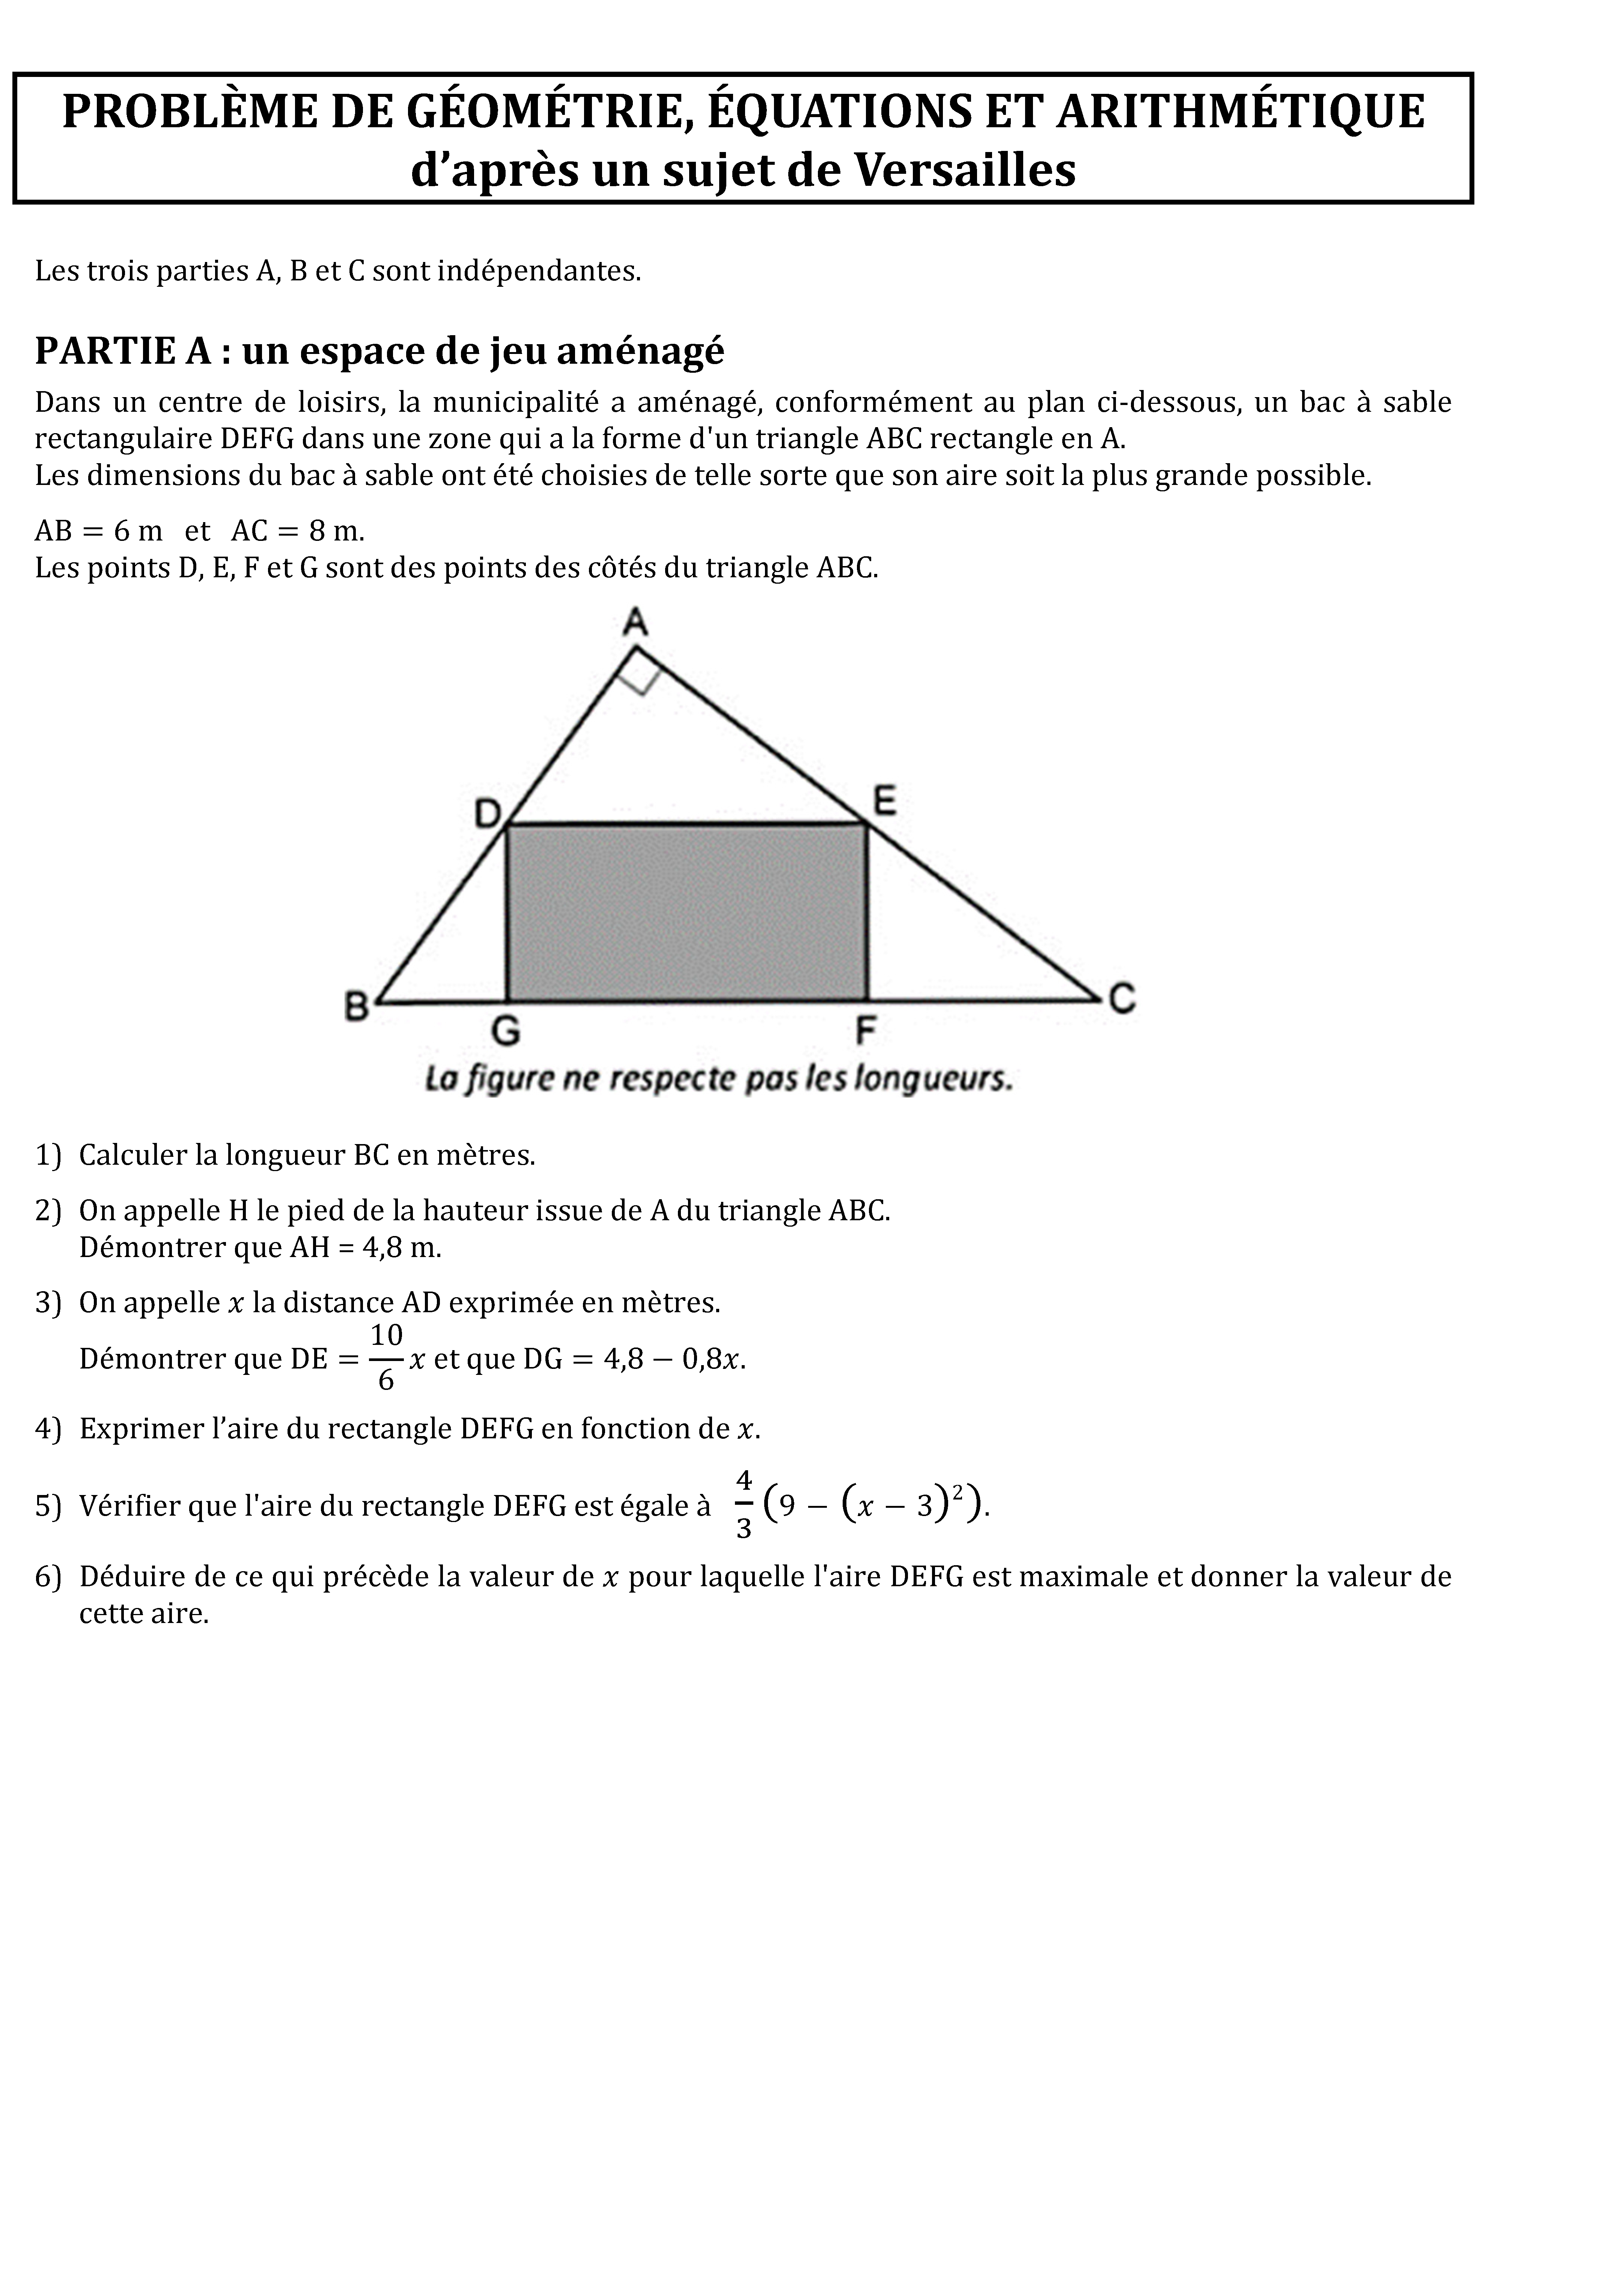 PROBLÈME DE GÉOMÉTRIE, ÉQUATIONS ET ARITHMÉTIQUE
d’après un sujet de Versailles
Les trois parties A, B et C sont indépendantes.
PARTIE A : un espace de jeu aménagé
Dans un centre de loisirs, la municipalité a aménagé, conformément au plan ci-dessous, un bac à sable
rectangulaire DEFG dans une zone qui a la forme d'un triangle ABC rectangle en A.
Les dimensions du bac à sable ont été choisies de telle sorte que son aire soit la plus grande possible.
AB = 6 m et AC = 8 m.
Les points D, E, F et G sont des points des côtés du triangle ABC.
A
D
E
B
G
F
C
La figure ne respecte pas les longueurs.
1) Calculer la longueur BC en mètres.
2) On appelle H le pied de la hauteur issue de A du triangle ABC.
Démontrer que AH = 4,8 m.
3) On appelle x la distance AD exprimée en mètres.
Démontrer que DE = 10/6 x et que DG = 4,8 − 0,8x.
4) Exprimer l’aire du rectangle DEFG en fonction de x.
5) Vérifier que l'aire du rectangle DEFG est égale à 4/3 (9 − (x − 3)²).
6) Déduire de ce qui précède la valeur de x pour laquelle l'aire DEFG est maximale et donner la valeur de
cette aire.